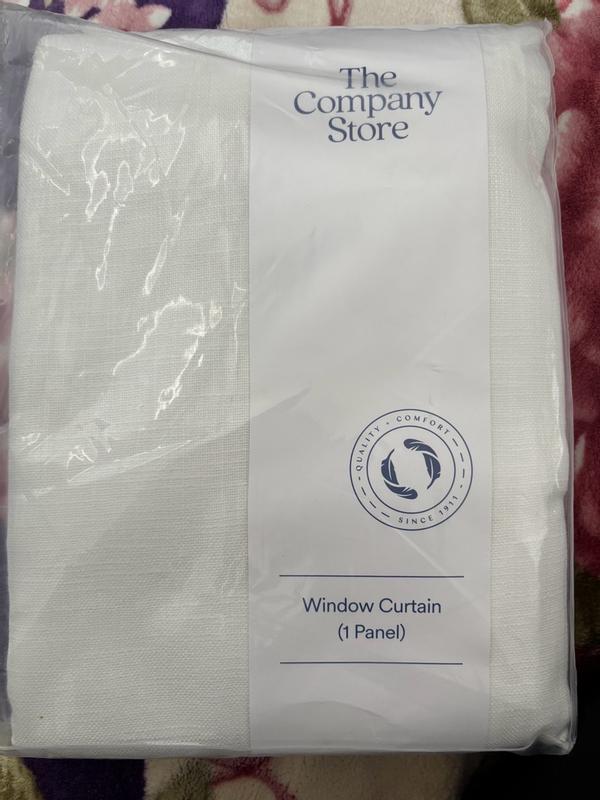 The
Company
Store
QUALITY - COMFORT
SINCE 1911
Window Curtain
(1 Panel)